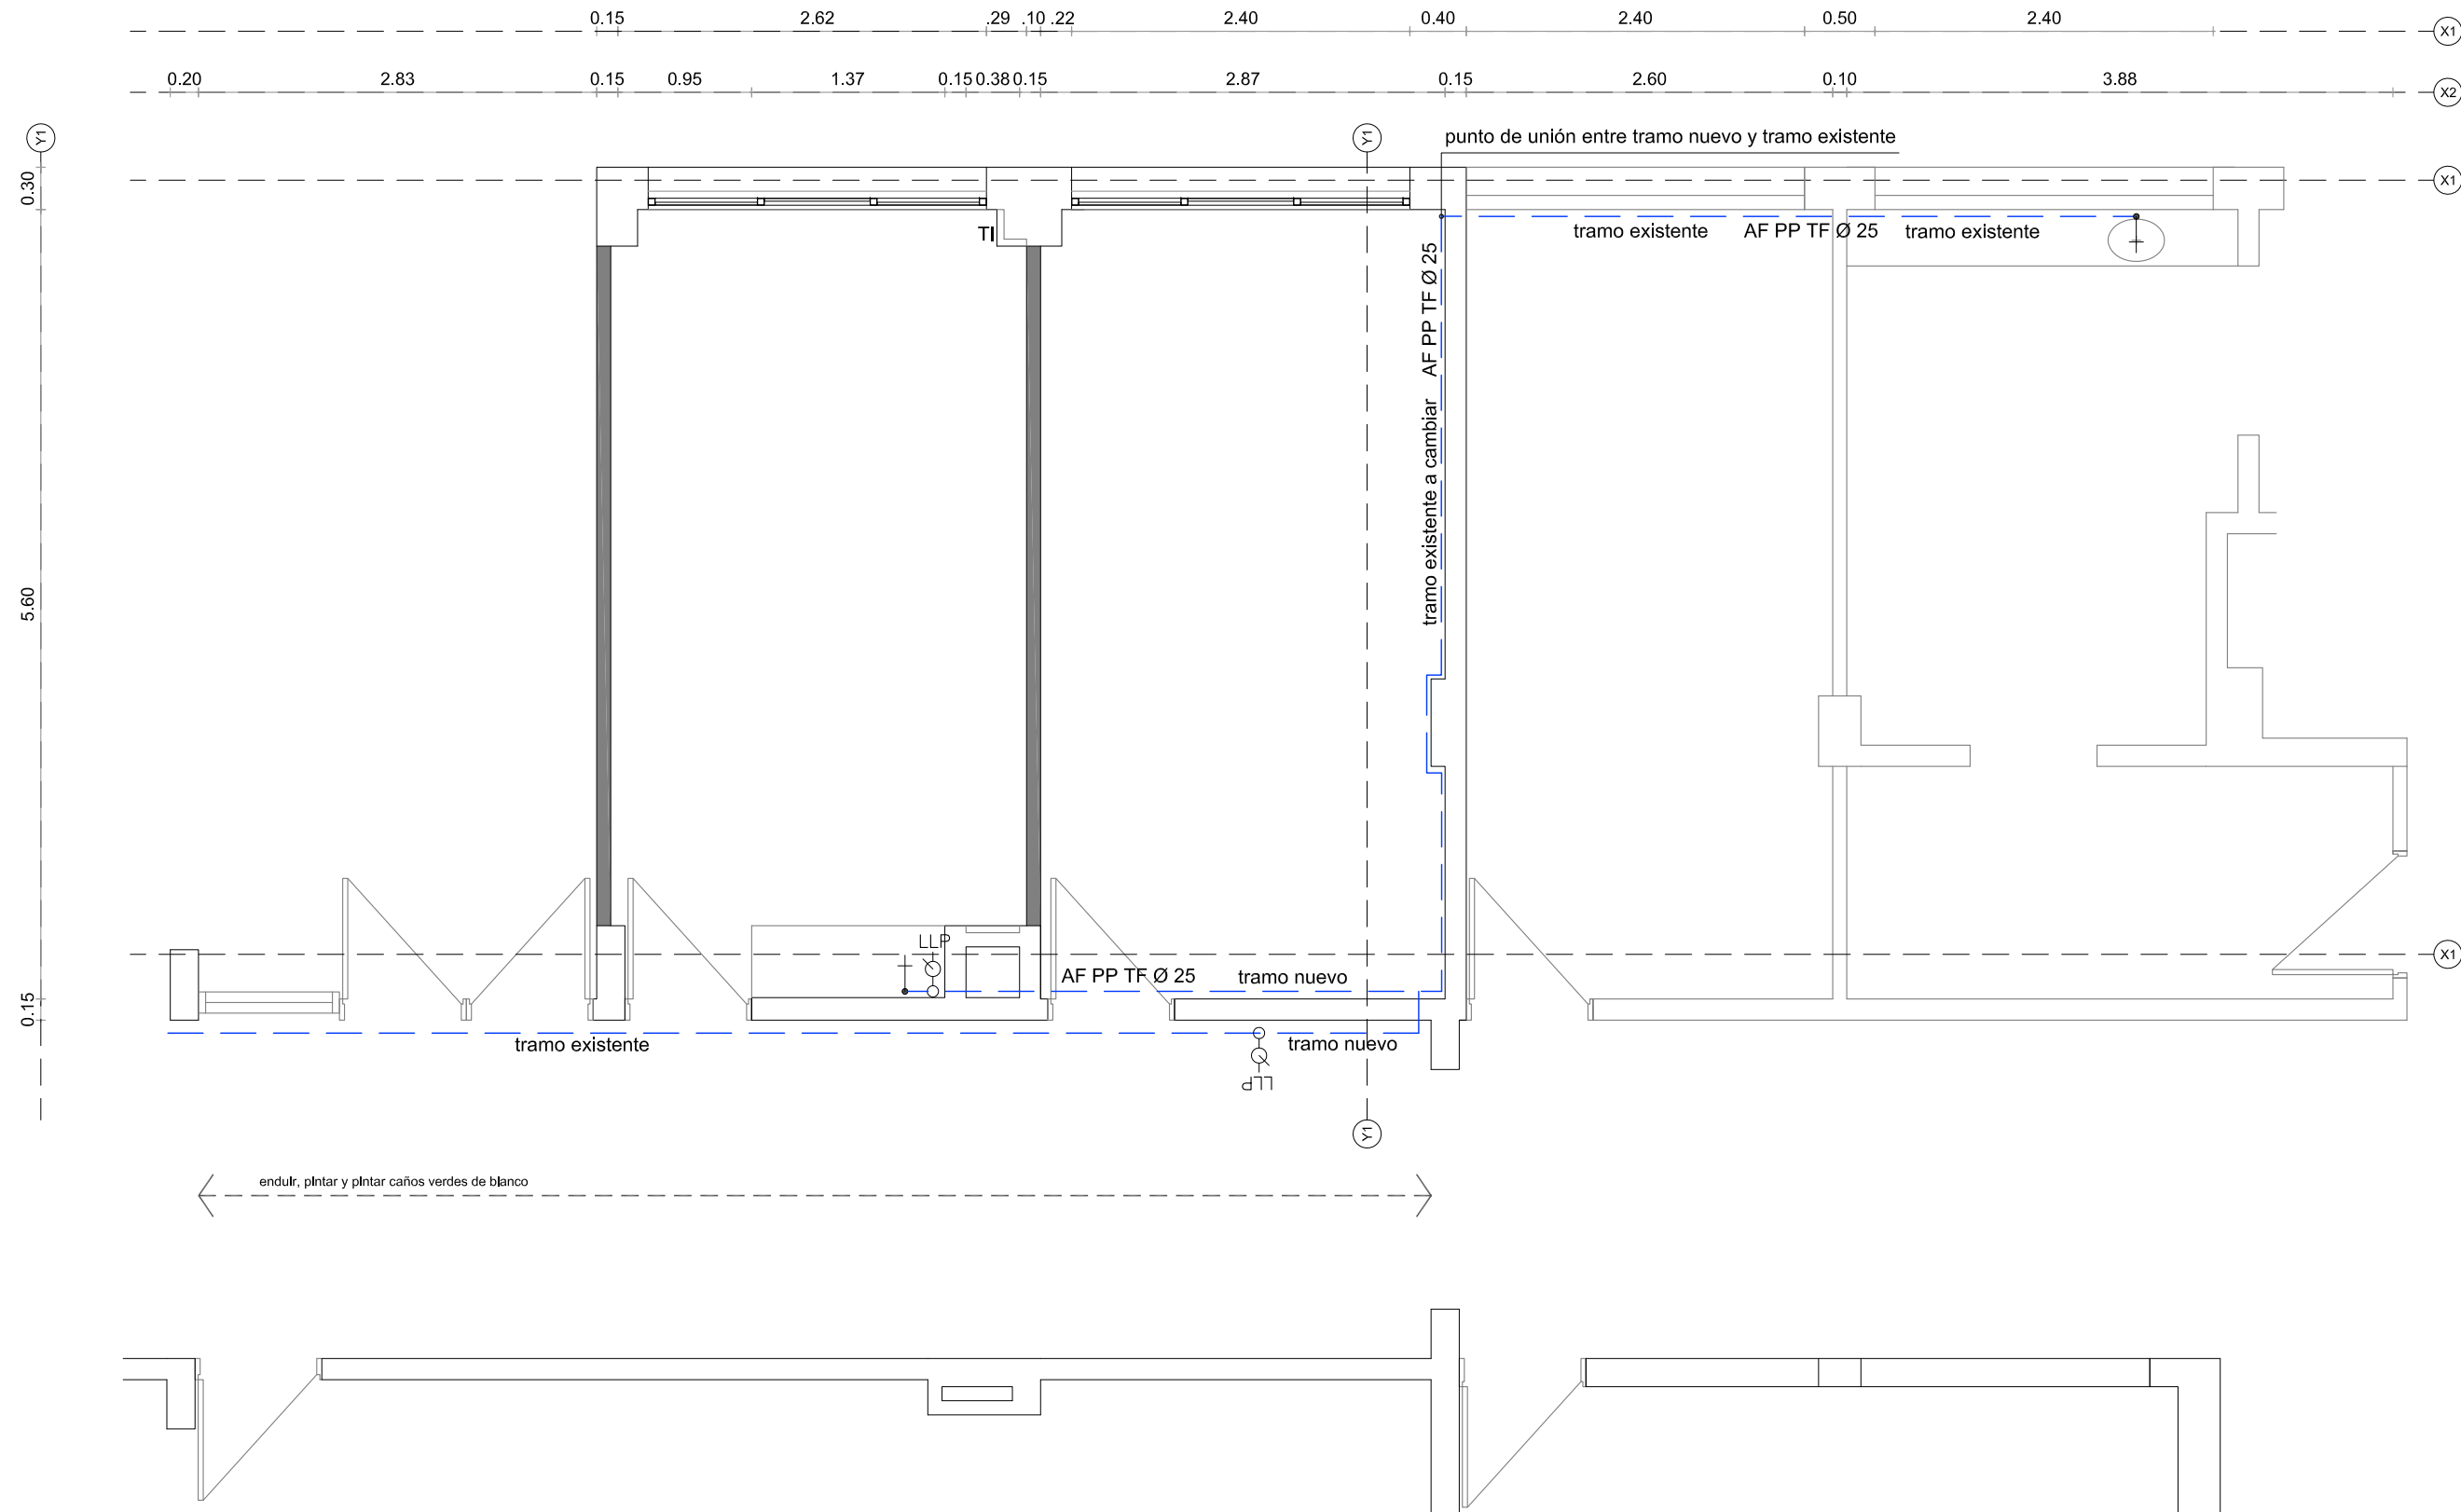 0.15 2.62 .29 .10 .22 2.40 0.40 2.40 0.50 2.40
X1
0.20 2.83 0.15 0.95 1.37 0.15 0.38 0.15 2.87 0.15 2.60 0.10 3.88
X2
Y1
Y1
punto de unión entre tramo nuevo y tramo existente
0.30
X1
TI
tramo existente AF PP TF Ø 25 tramo existente
tramo existente a cambiar AF PP TF Ø 25
5.60
LLP
X1
AF PP TF Ø 25 tramo nuevo
0.15
tramo existente
tramo nuevo
LLP
Y1
enduir, pintar y pintar caños verdes de blanco